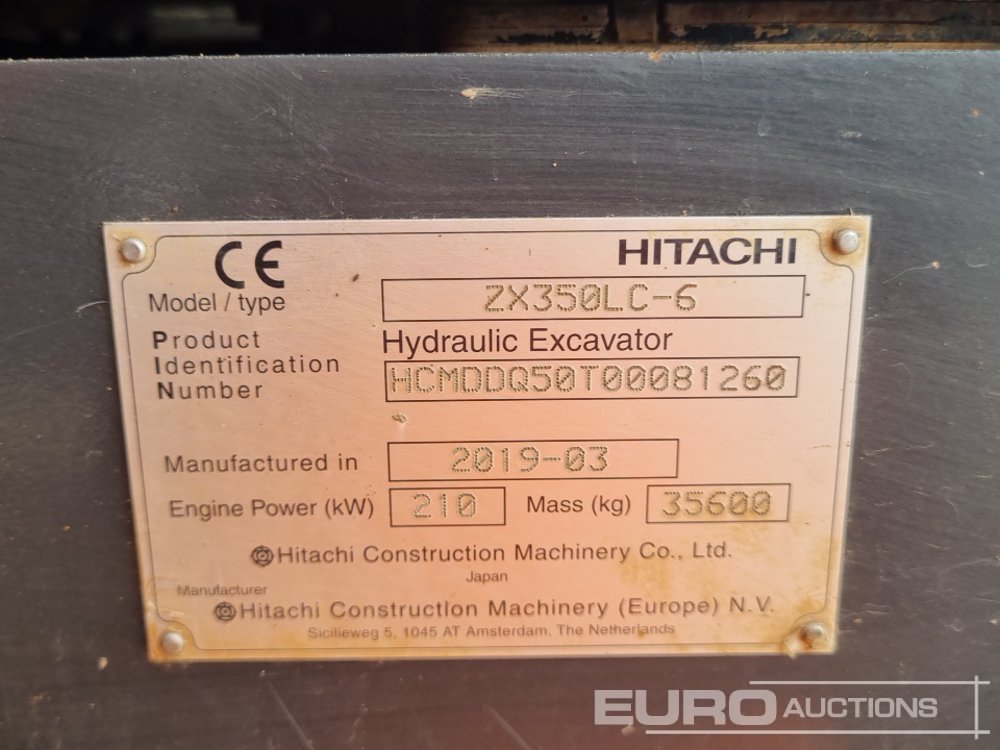 CE
HITACHI
Model / type ZX350LC-6
Product Hydraulic Excavator
Identification
Number HCMDDQ50T00081260
Manufactured in 2019-03
Engine Power (kW) 210 Mass (kg) 35600
Hitachi Construction Machinery Co., Ltd.
Japan
Manufacturer
Hitachi Construction Machinery (Europe) N.V.
Sicilieweg 5, 1045 AT Amsterdam, The Netherlands
EURO AUCTIONS